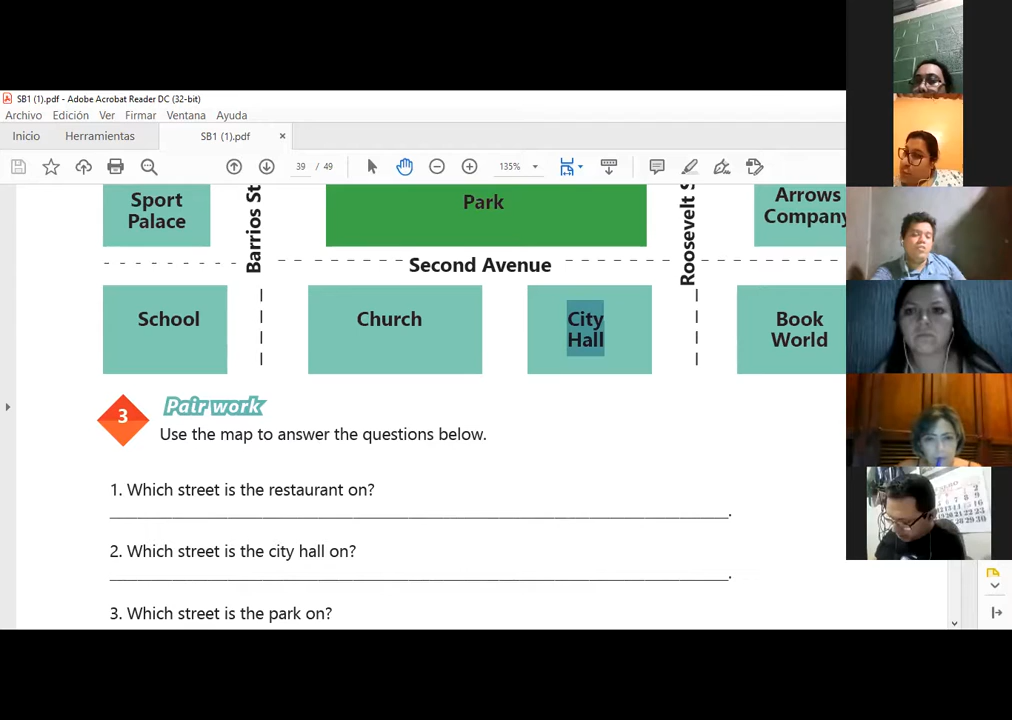 SB1 (1).pdf - Adobe Acrobat Reader DC (32-bit)
Archivo Edición Ver Firmar Ventana Ayuda
Inicio Herramientas SB1 (1).pdf ×
39 / 49 135%
Sport
Palace
Barrios St
Park
Roosevelt S
Arrows
Company
Second Avenue
School
Church
City
Hall
Book
World
3 Pair work
Use the map to answer the questions below.
1. Which street is the restaurant on?
2. Which street is the city hall on?
3. Which street is the park on?